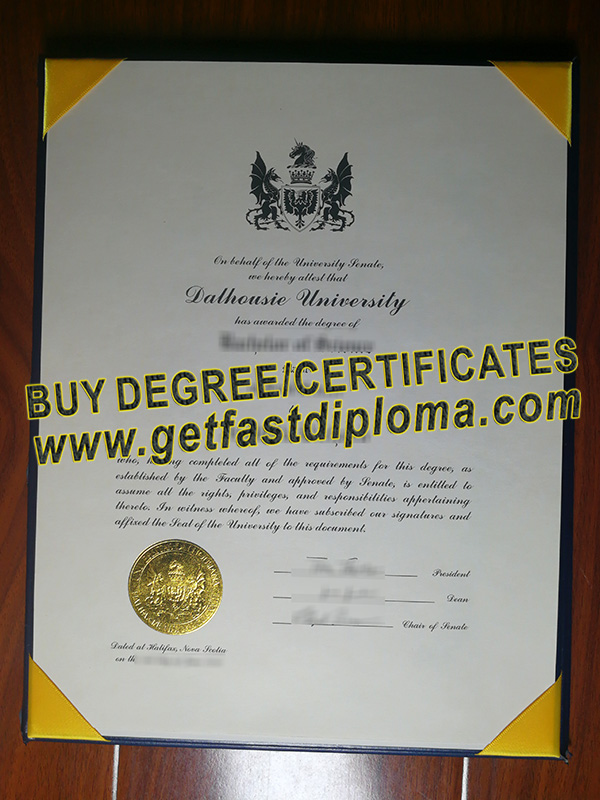 On behalf of the University Senate,
we hereby attest that
Dalhousie University
has awarded the degree of
BUY DEGREE/CERTIFICATES
www.getfastdiploma.com
who, having completed all of the requirements for this degree, as
established by the Faculty and approved by Senate, is entitled to
assume all the rights, privileges, and responsibilities appertaining
thereto. In witness whereof, we have subscribed our signatures and
affixed the Seal of the University to this document.
President
Dean
Chair of Senate
Dated at Halifax, Nova Scotia
on the